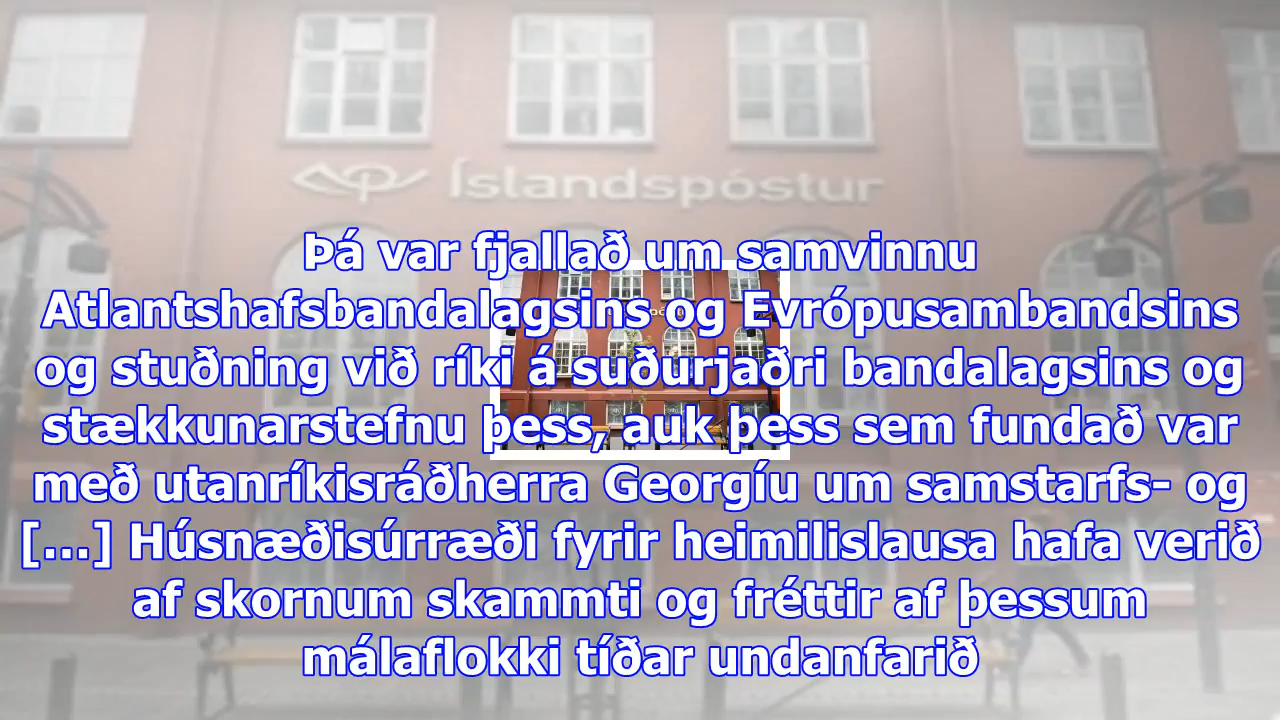 Íslandspóstur
Þá var fjallað um samvinnu
Atlantshafsbandalagsins og Evrópusambandsins
og stuðning við ríki á suðurjaðri bandalagsins og
stækkunarstefnu þess, auk þess sem fundað var
með utanríkisráðherra Georgíu um samstarfs- og
[...] Húsnæðisúrræði fyrir heimilislausa hafa verið
af skornum skammti og fréttir af þessum
málaflokki tíðar undanfarið